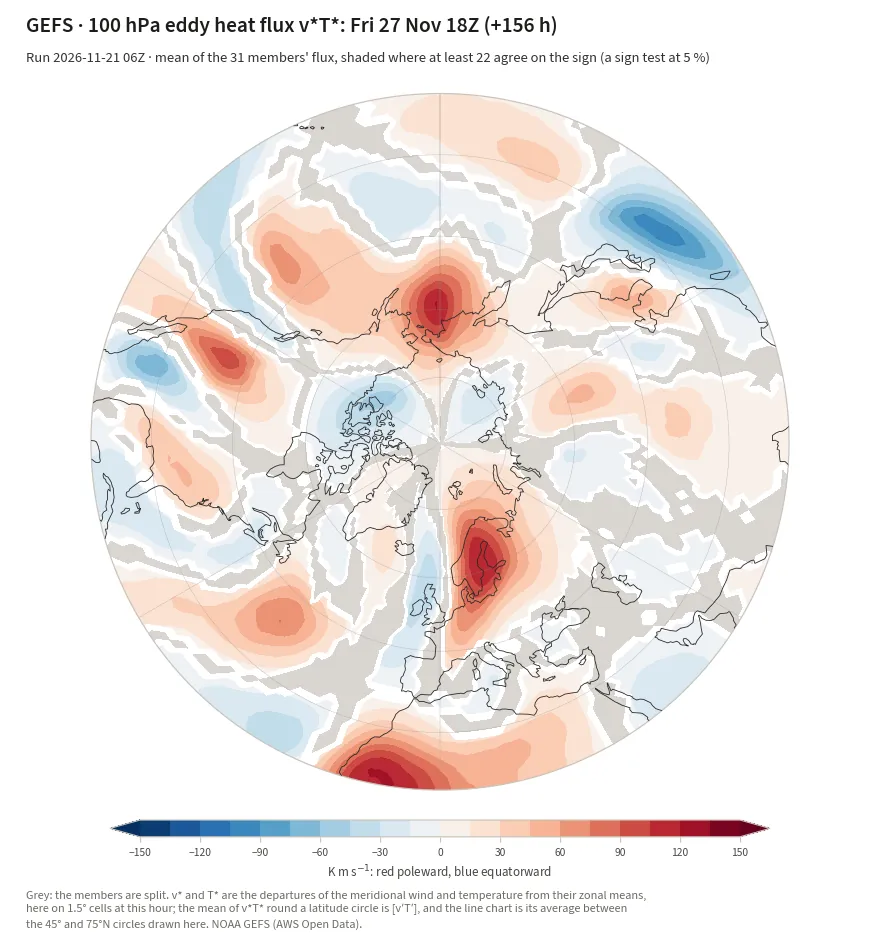 GEFS · 100 hPa eddy heat flux v*T*: Fri 27 Nov 18Z (+156 h)
Run 2026-11-21 06Z · mean of the 31 members' flux, shaded where at least 22 agree on the sign (a sign test at 5 %)
−150 −120 −90 −60 −30 0 30 60 90 120 150
K m s⁻¹: red poleward, blue equatorward
Grey: the members are split. v* and T* are the departures of the meridional wind and temperature from their zonal means,
here on 1.5° cells at this hour; the mean of v*T* round a latitude circle is [v'T'], and the line chart is its average between
the 45° and 75°N circles drawn here. NOAA GEFS (AWS Open Data).